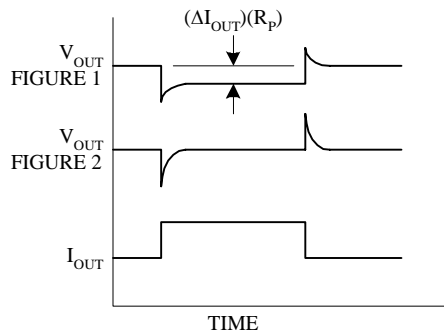 (ΔI_OUT)(R_P)
V_OUT
FIGURE 1
V_OUT
FIGURE 2
I_OUT
TIME